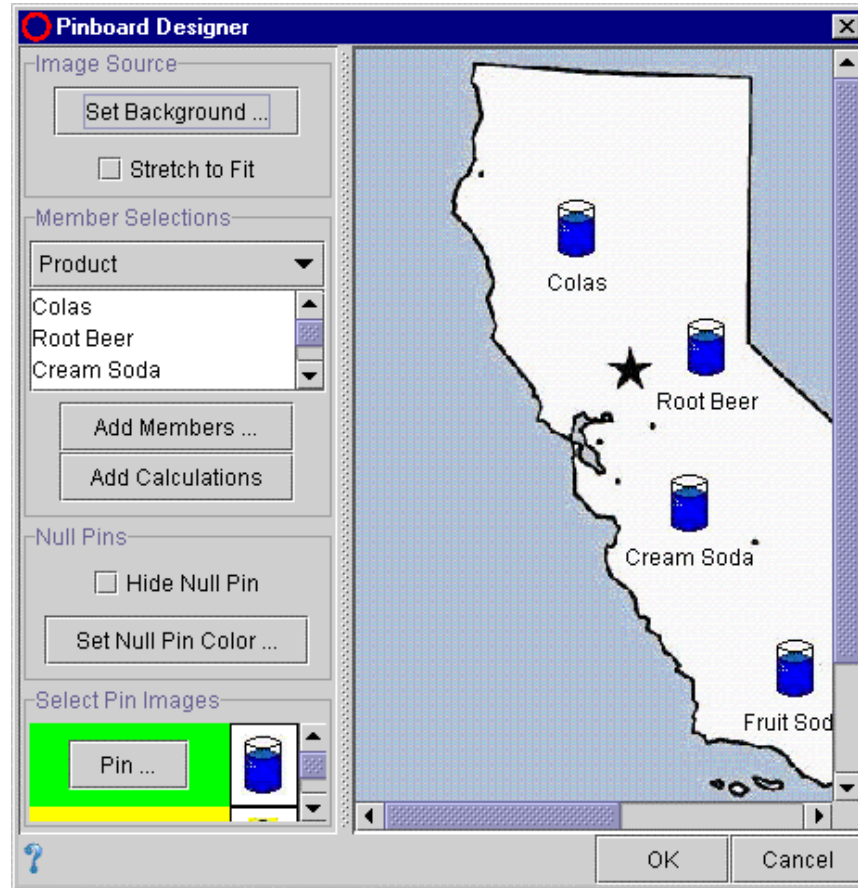 Pinboard Designer
Image Source
Set Background ...
Stretch to Fit
Member Selections
Product
Colas
Root Beer
Cream Soda
Add Members ...
Add Calculations
Null Pins
Hide Null Pin
Set Null Pin Color ...
Select Pin Images
Pin ...
Colas
Root Beer
Cream Soda
Fruit Sod
OK
Cancel